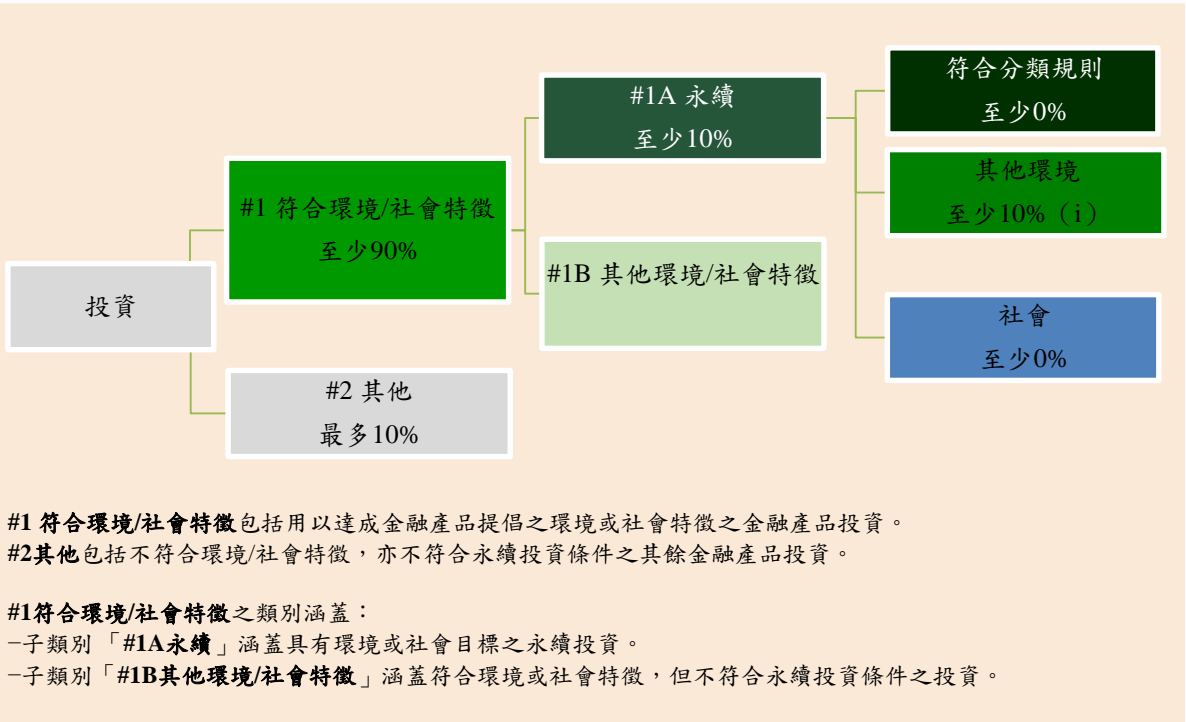 投資
#1 符合環境/社會特徵
至少90%
#2 其他
最多10%
#1A 永續
至少10%
#1B 其他環境/社會特徵
符合分類規則
至少0%
其他環境
至少10%（i）
社會
至少0%
#1 符合環境/社會特徵包括用以達成金融產品提倡之環境或社會特徵之金融產品投資。
#2其他包括不符合環境/社會特徵，亦不符合永續投資條件之其餘金融產品投資。
#1符合環境/社會特徵之類別涵蓋：
−子類別「#1A永續」涵蓋具有環境或社會目標之永續投資。
−子類別「#1B其他環境/社會特徵」涵蓋符合環境或社會特徵，但不符合永續投資條件之投資。